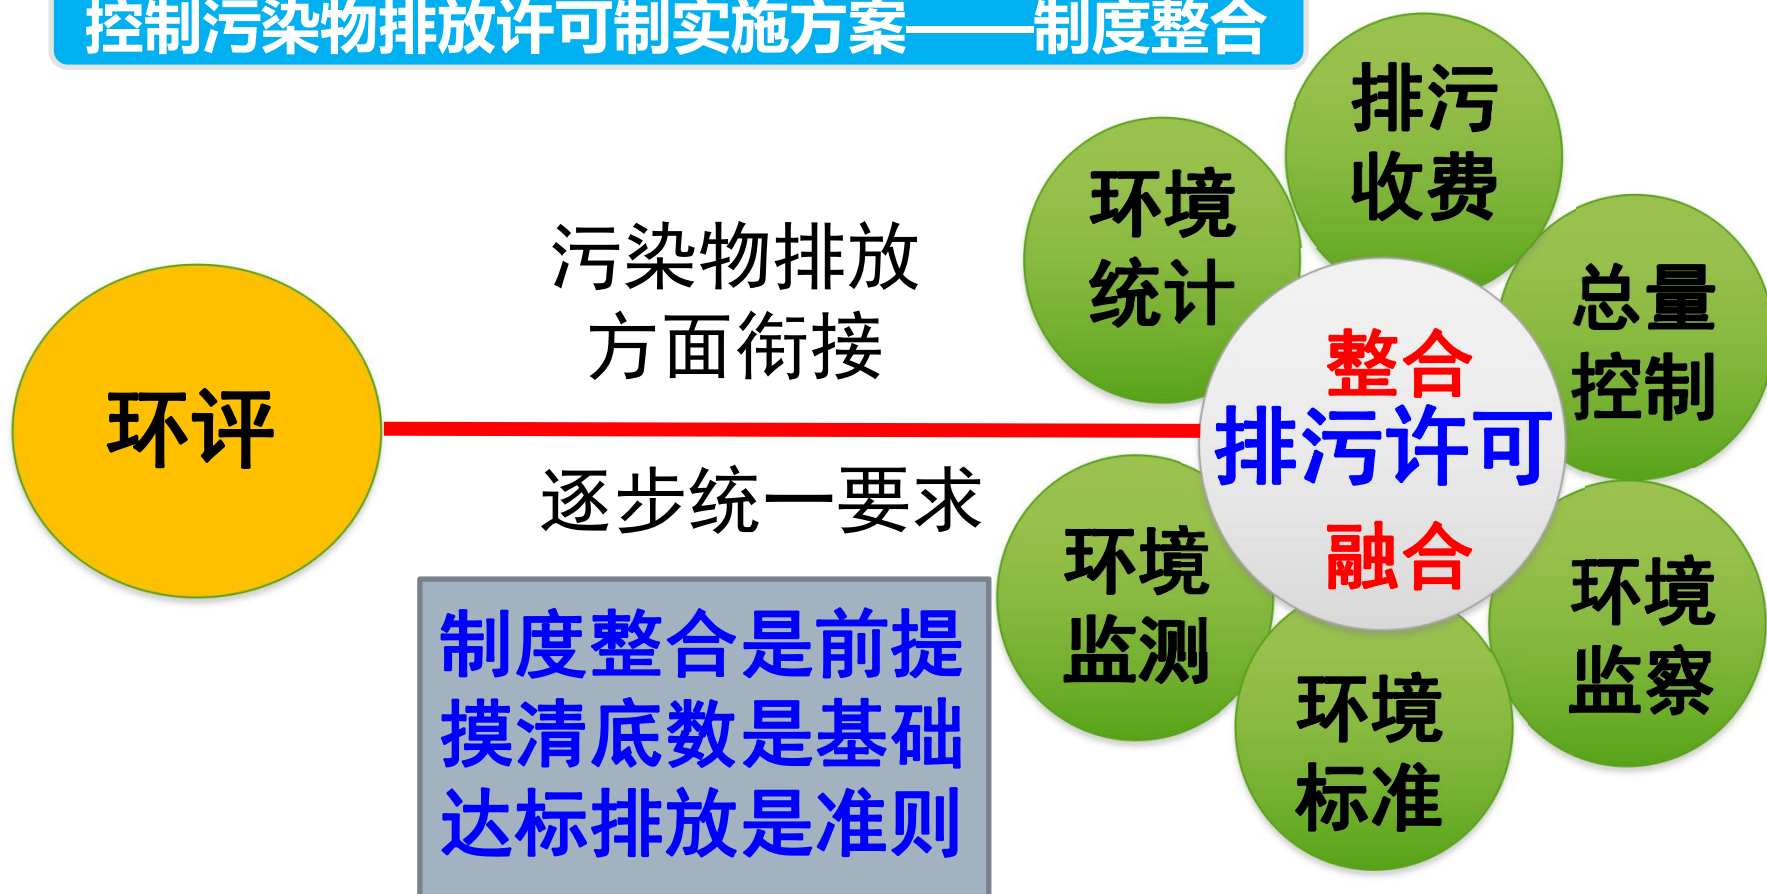 控制污染物排放许可制实施方案——制度整合
环评
污染物排放
方面衔接
逐步统一要求
制度整合是前提
摸清底数是基础
达标排放是准则
环境
统计
排污
收费
总量
控制
整合
排污许可
融合
环境
监测
环境
标准
环境
监察